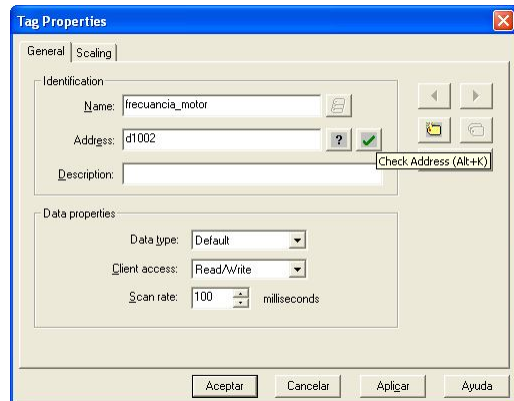 Tag Properties
General Scaling
Identification
Name: frecuancia_motor
Address: d1002
Check Address (Alt+K)
Description:
Data properties
Data type: Default
Client access: Read/Write
Scan rate: 100 milliseconds
Aceptar Cancelar Aplicar Ayuda